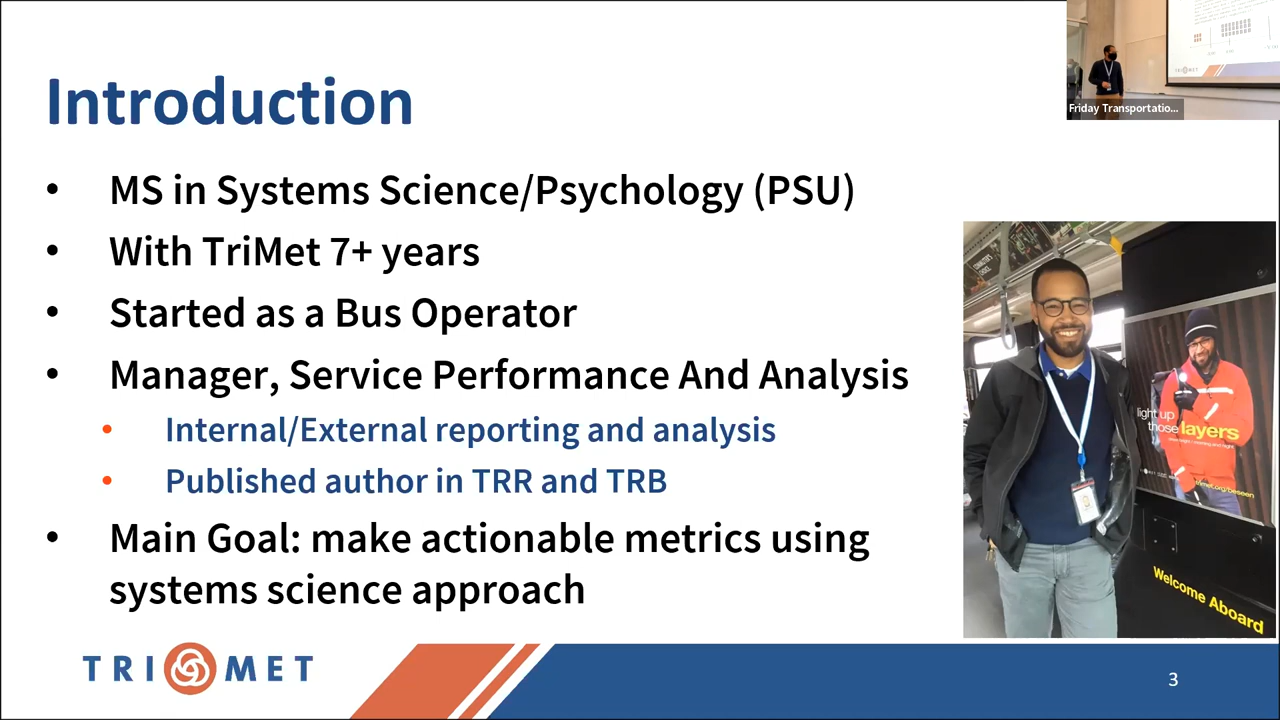 Introduction
• MS in Systems Science/Psychology (PSU)
• With TriMet 7+ years
• Started as a Bus Operator
• Manager, Service Performance And Analysis
• Internal/External reporting and analysis
• Published author in TRR and TRB
• Main Goal: make actionable metrics using
systems science approach
Friday Transportatio...
light up
those layers
Welcome Aboard
TRI MET
3